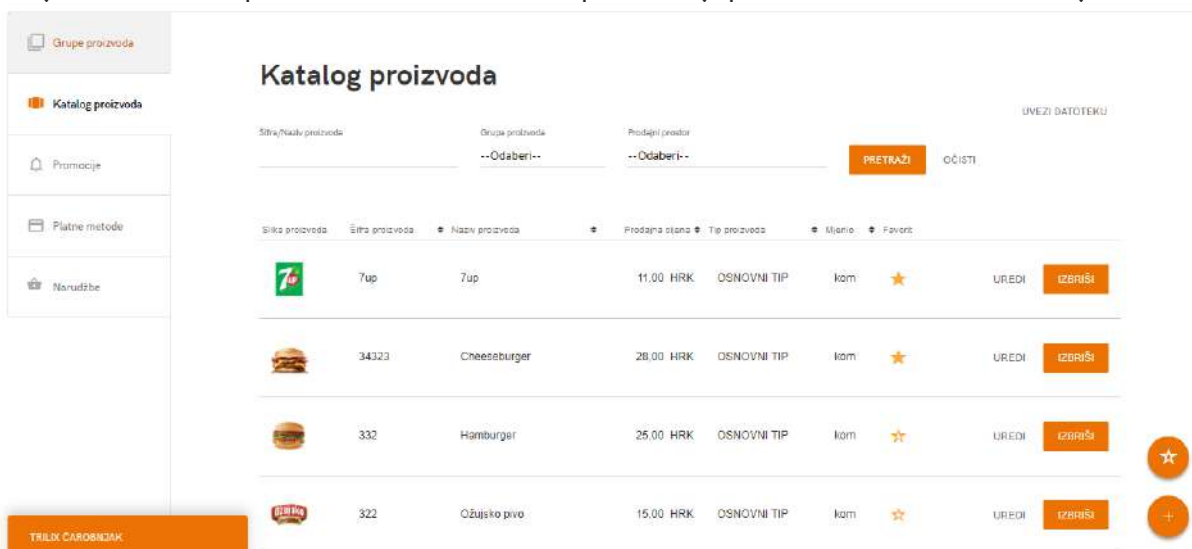 Grupe proizvoda
Katalog proizvoda
Katalog proizvoda
UVEZI DATOTEKU
Šifra/Naziv proizvoda Grupa proizvoda Prodajni prostor
--Odaberi-- --Odaberi-- PRETRAŽI OČISTI
Promocije
Platne metode
Slika proizvoda Šifra proizvoda Naziv proizvoda Prodajna cijena Tip proizvoda Mjerilo Favorit
Narudžbe
7up 7up 11,00 HRK OSNOVNI TIP kom UREDI IZBRIŠI
34323 Cheeseburger 28,00 HRK OSNOVNI TIP kom UREDI IZBRIŠI
332 Hamburger 25,00 HRK OSNOVNI TIP kom UREDI IZBRIŠI
Ožujsko 322 Ožujsko pivo 15,00 HRK OSNOVNI TIP kom UREDI IZBRIŠI
TRILIX ČAROBNJAK